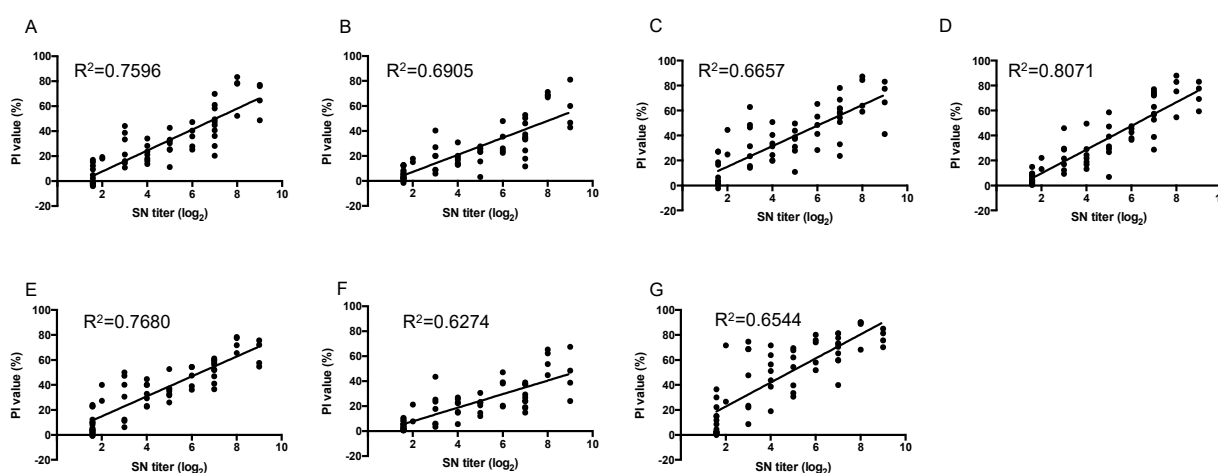 A
R²=0.7596
PI value (%)
100
80
60
40
20
0
-20
2 4 6 8 10
SN titer (log₂)
B
R²=0.6905
PI value (%)
100
80
60
40
20
0
-20
2 4 6 8 10
SN titer (log₂)
C
R²=0.6657
PI value (%)
100
80
60
40
20
0
-20
2 4 6 8 10
SN titer (log₂)
D
R²=0.8071
PI value (%)
100
80
60
40
20
0
-20
2 4 6 8 10
SN titer (log₂)
E
R²=0.7680
PI value (%)
100
80
60
40
20
0
2 4 6 8 10
SN titer (log₂)
F
R²=0.6274
PI value (%)
100
80
60
40
20
0
2 4 6 8 10
SN titer (log₂)
G
R²=0.6544
PI value (%)
100
80
60
40
20
0
2 4 6 8 10
SN titer (log₂)